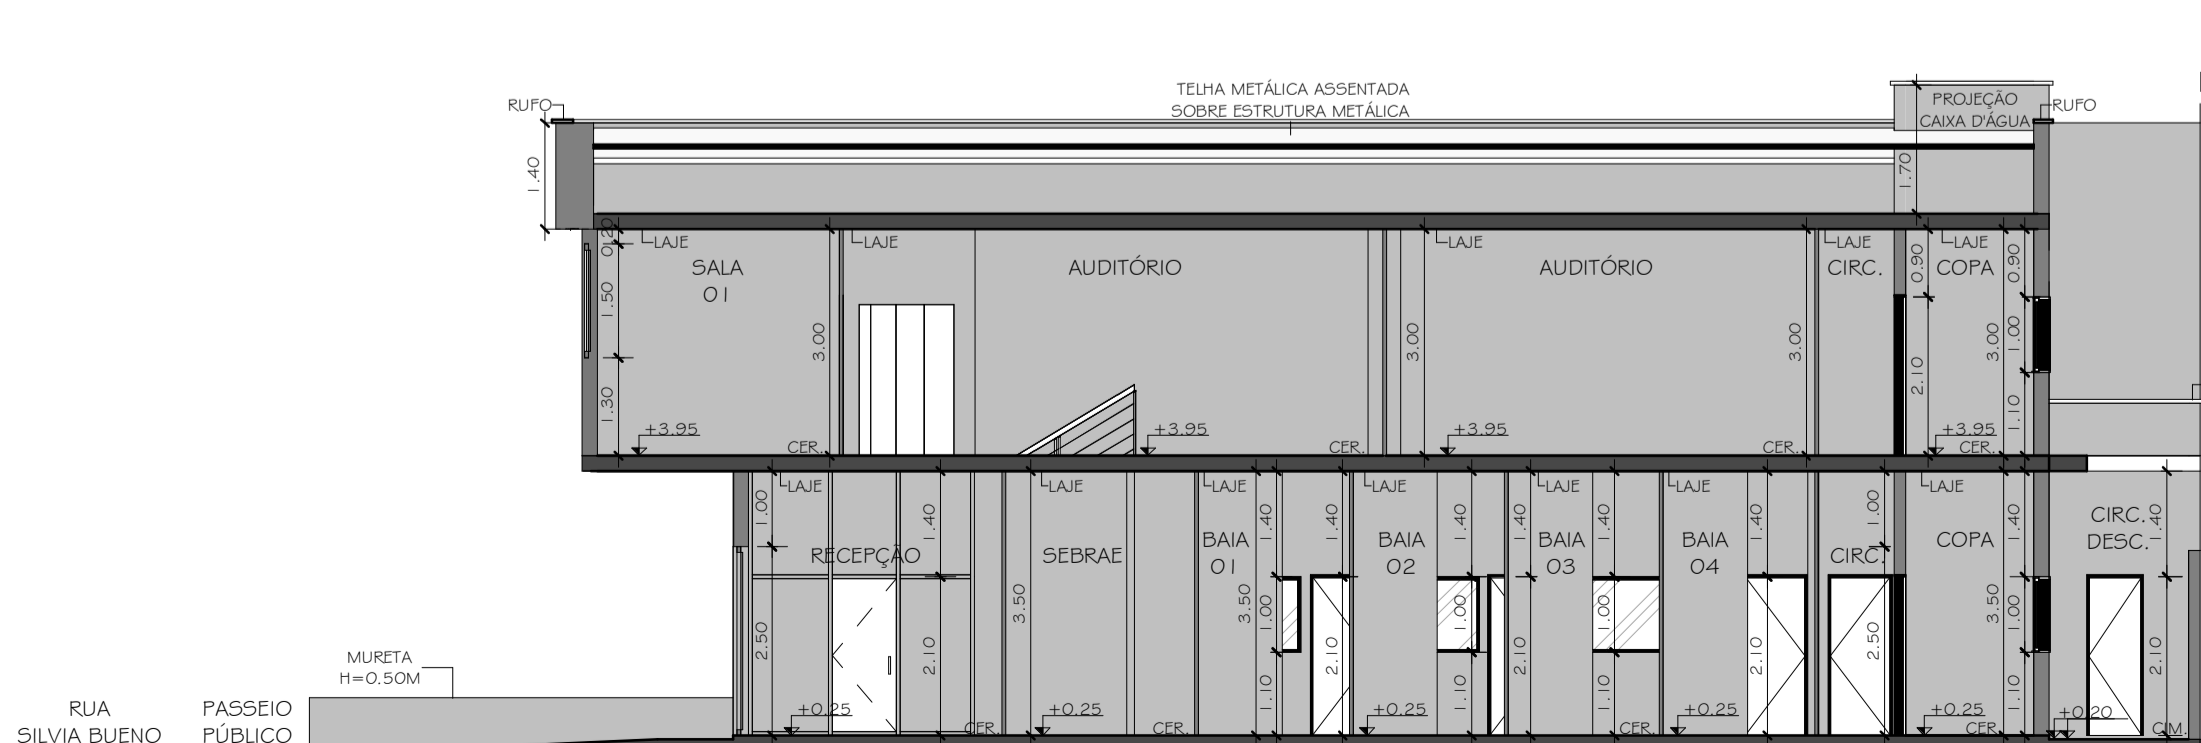 TELHA METÁLICA ASSENTADA
SOBRE ESTRUTURA METÁLICA
RUFO
PROJEÇÃO
CAIXA D'ÁGUA
RUFO
1.40
1.70
0.20
LAJE
LAJE
LAJE
LAJE
LAJE
SALA
01
AUDITÓRIO
AUDITÓRIO
CIRC.
COPA
0.90
0.90
1.50
3.00
3.00
3.00
3.00
1.00
2.10
1.30
1.10
+3.95
+3.95
+3.95
+3.95
CER.
CER.
CER.
CER.
LAJE
LAJE
LAJE
LAJE
LAJE
LAJE
LAJE
1.00
1.40
1.40
1.40
1.40
1.40
1.40
1.40
1.00
1.40
1.40
RECEPÇÃO
SEBRAE
BAIA
01
BAIA
02
BAIA
03
BAIA
04
CIRC.
COPA
CIRC.
DESC.
3.50
3.50
1.00
1.00
1.00
3.50
1.00
2.50
2.10
2.10
2.10
2.10
2.50
2.10
1.10
1.10
1.10
1.10
MURETA
H=0.50M
+0.25
+0.25
+0.25
+0.25
+0.25
+0.20
CER.
CER.
CER.
CER.
CIM.
RUA
SILVIA BUENO
PASSEIO
PÚBLICO